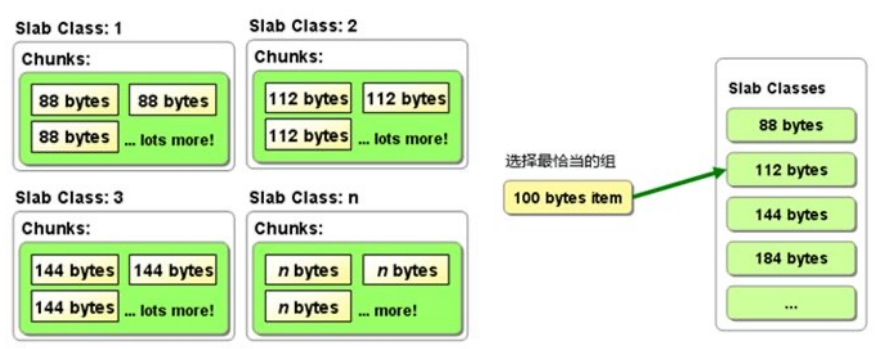 Slab Class: 1
Chunks:
88 bytes
88 bytes
88 bytes
... lots more!
Slab Class: 2
Chunks:
112 bytes
112 bytes
112 bytes
... lots more!
Slab Class: 3
Chunks:
144 bytes
144 bytes
144 bytes
... lots more!
Slab Class: n
Chunks:
n bytes
n bytes
n bytes
... more!
选择最恰当的组
100 bytes item
Slab Classes
88 bytes
112 bytes
144 bytes
184 bytes
...